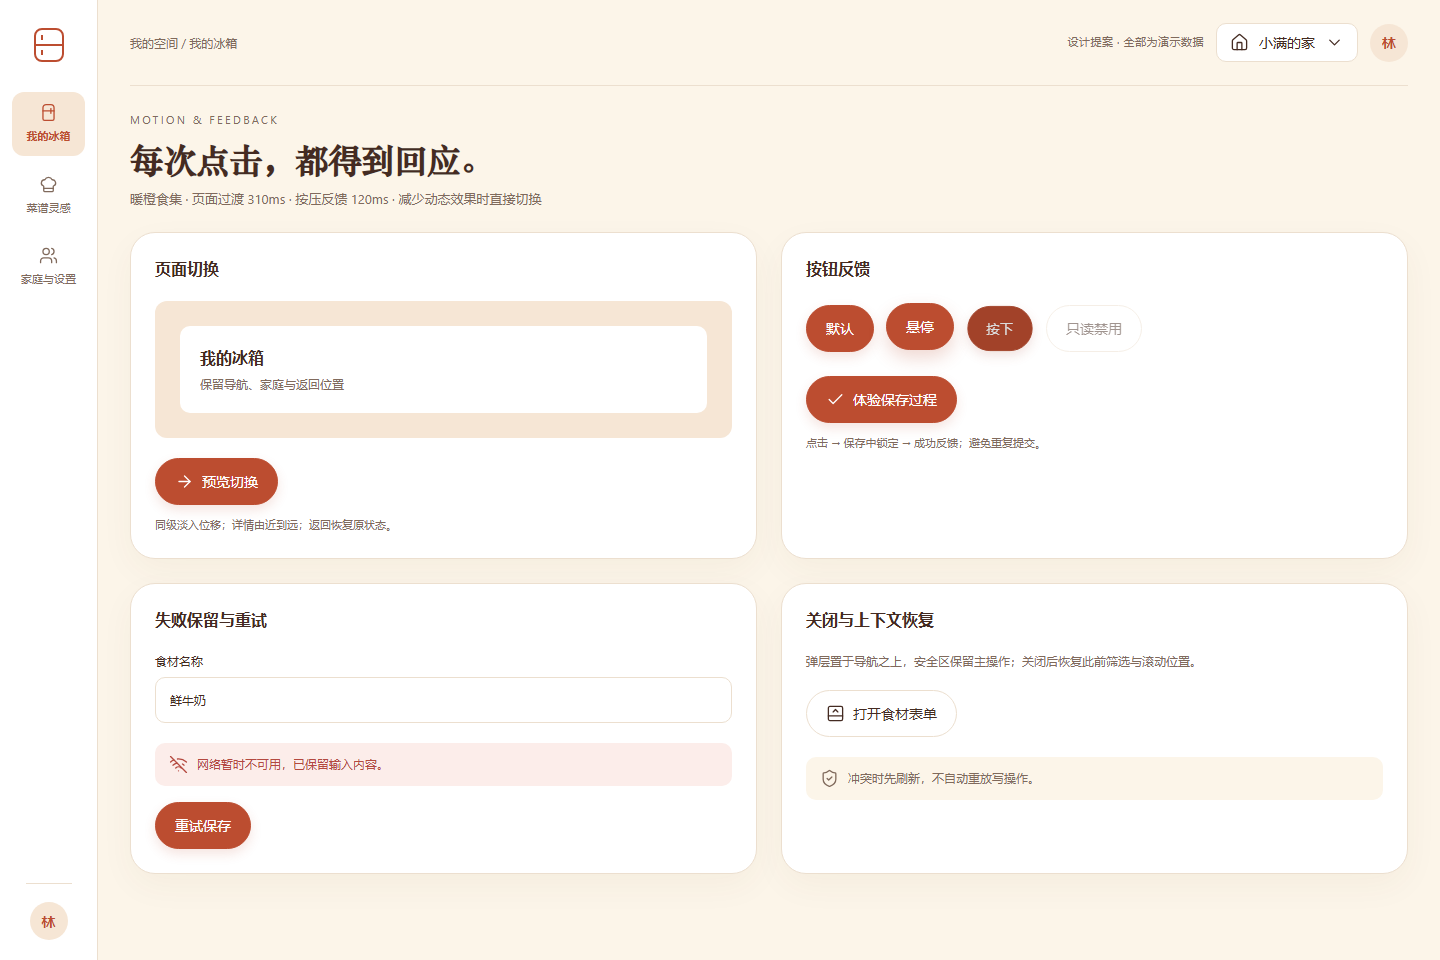 我的空间 / 我的冰箱
设计提案 · 全部为演示数据
小满的家
林
我的冰箱
菜谱灵感
家庭与设置
林
MOTION & FEEDBACK
每次点击，都得到回应。
暖橙食集 · 页面过渡 310ms · 按压反馈 120ms · 减少动态效果时直接切换
页面切换
我的冰箱
保留导航、家庭与返回位置
预览切换
同级淡入位移；详情由近到远；返回恢复原状态。
按钮反馈
默认
悬停
按下
只读禁用
体验保存过程
点击 → 保存中锁定 → 成功反馈；避免重复提交。
失败保留与重试
食材名称
鲜牛奶
网络暂时不可用，已保留输入内容。
重试保存
关闭与上下文恢复
弹层置于导航之上，安全区保留主操作；关闭后恢复此前筛选与滚动位置。
打开食材表单
冲突时先刷新，不自动重放写操作。